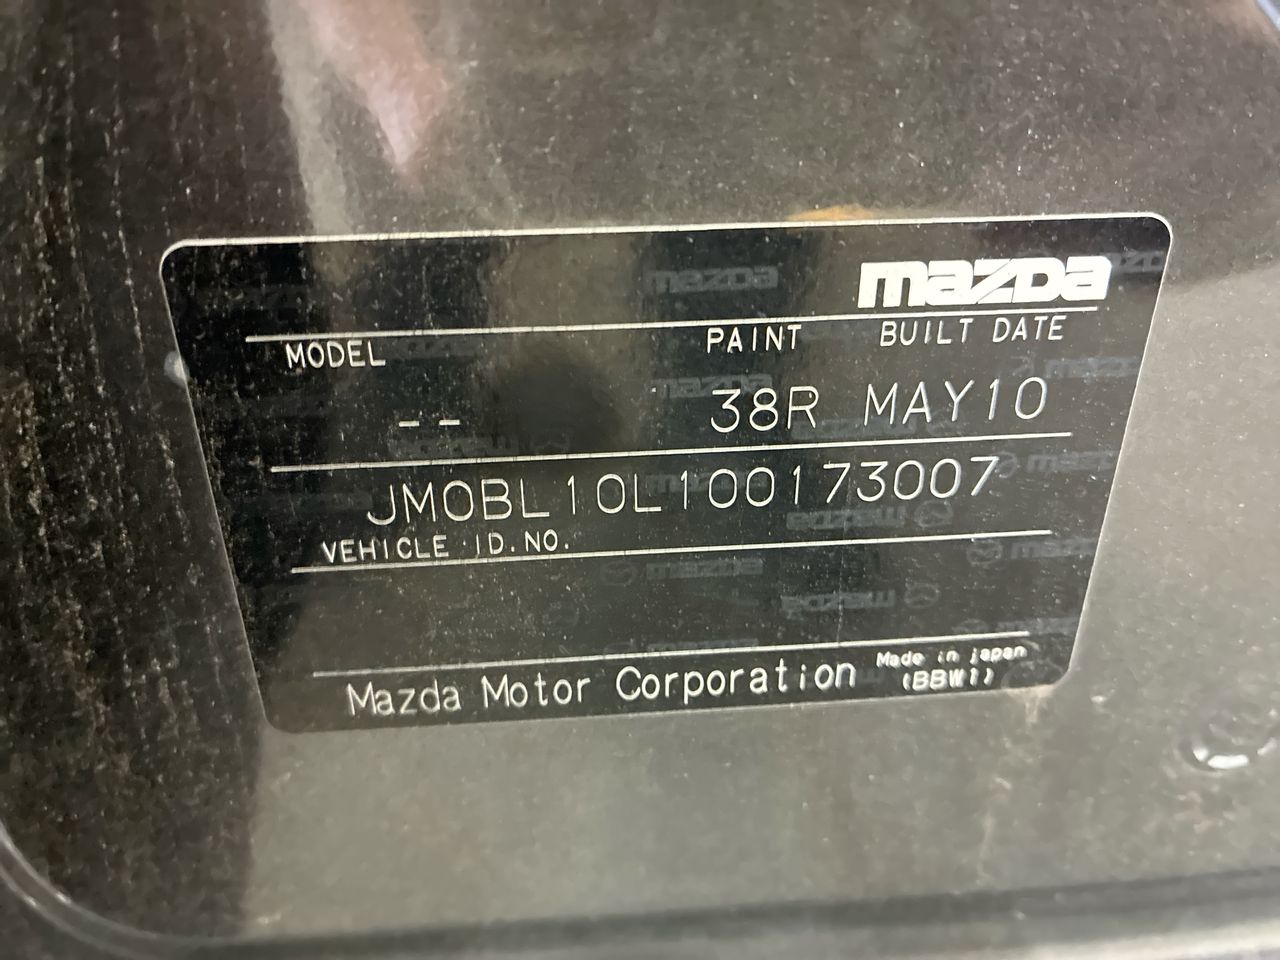 mazda
MODEL PAINT BUILT DATE
-- 38R MAY10
JM0BL10L100173007
VEHICLE ID.NO.
Mazda Motor Corporation Made in japan
(BBW1)